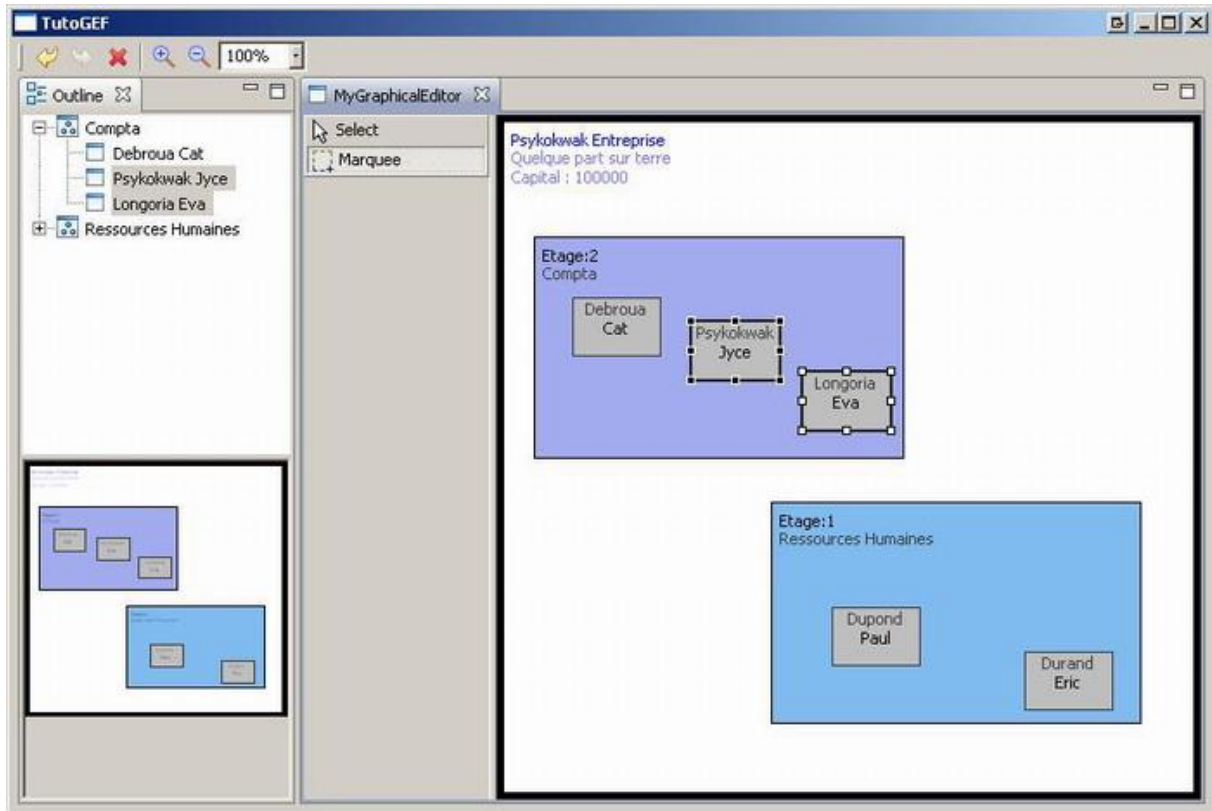 TutoGEF
100%
Outline
Compta
Debroua Cat
Psykokwak Jyce
Longoria Eva
Ressources Humaines
MyGraphicalEditor
Select
Marquee
Psykokwak Entreprise
Quelque part sur terre
Capital : 100000
Etage:2
Compta
Debroua
Cat
Psykokwak
Jyce
Longoria
Eva
Etage:1
Ressources Humaines
Dupond
Paul
Durand
Eric